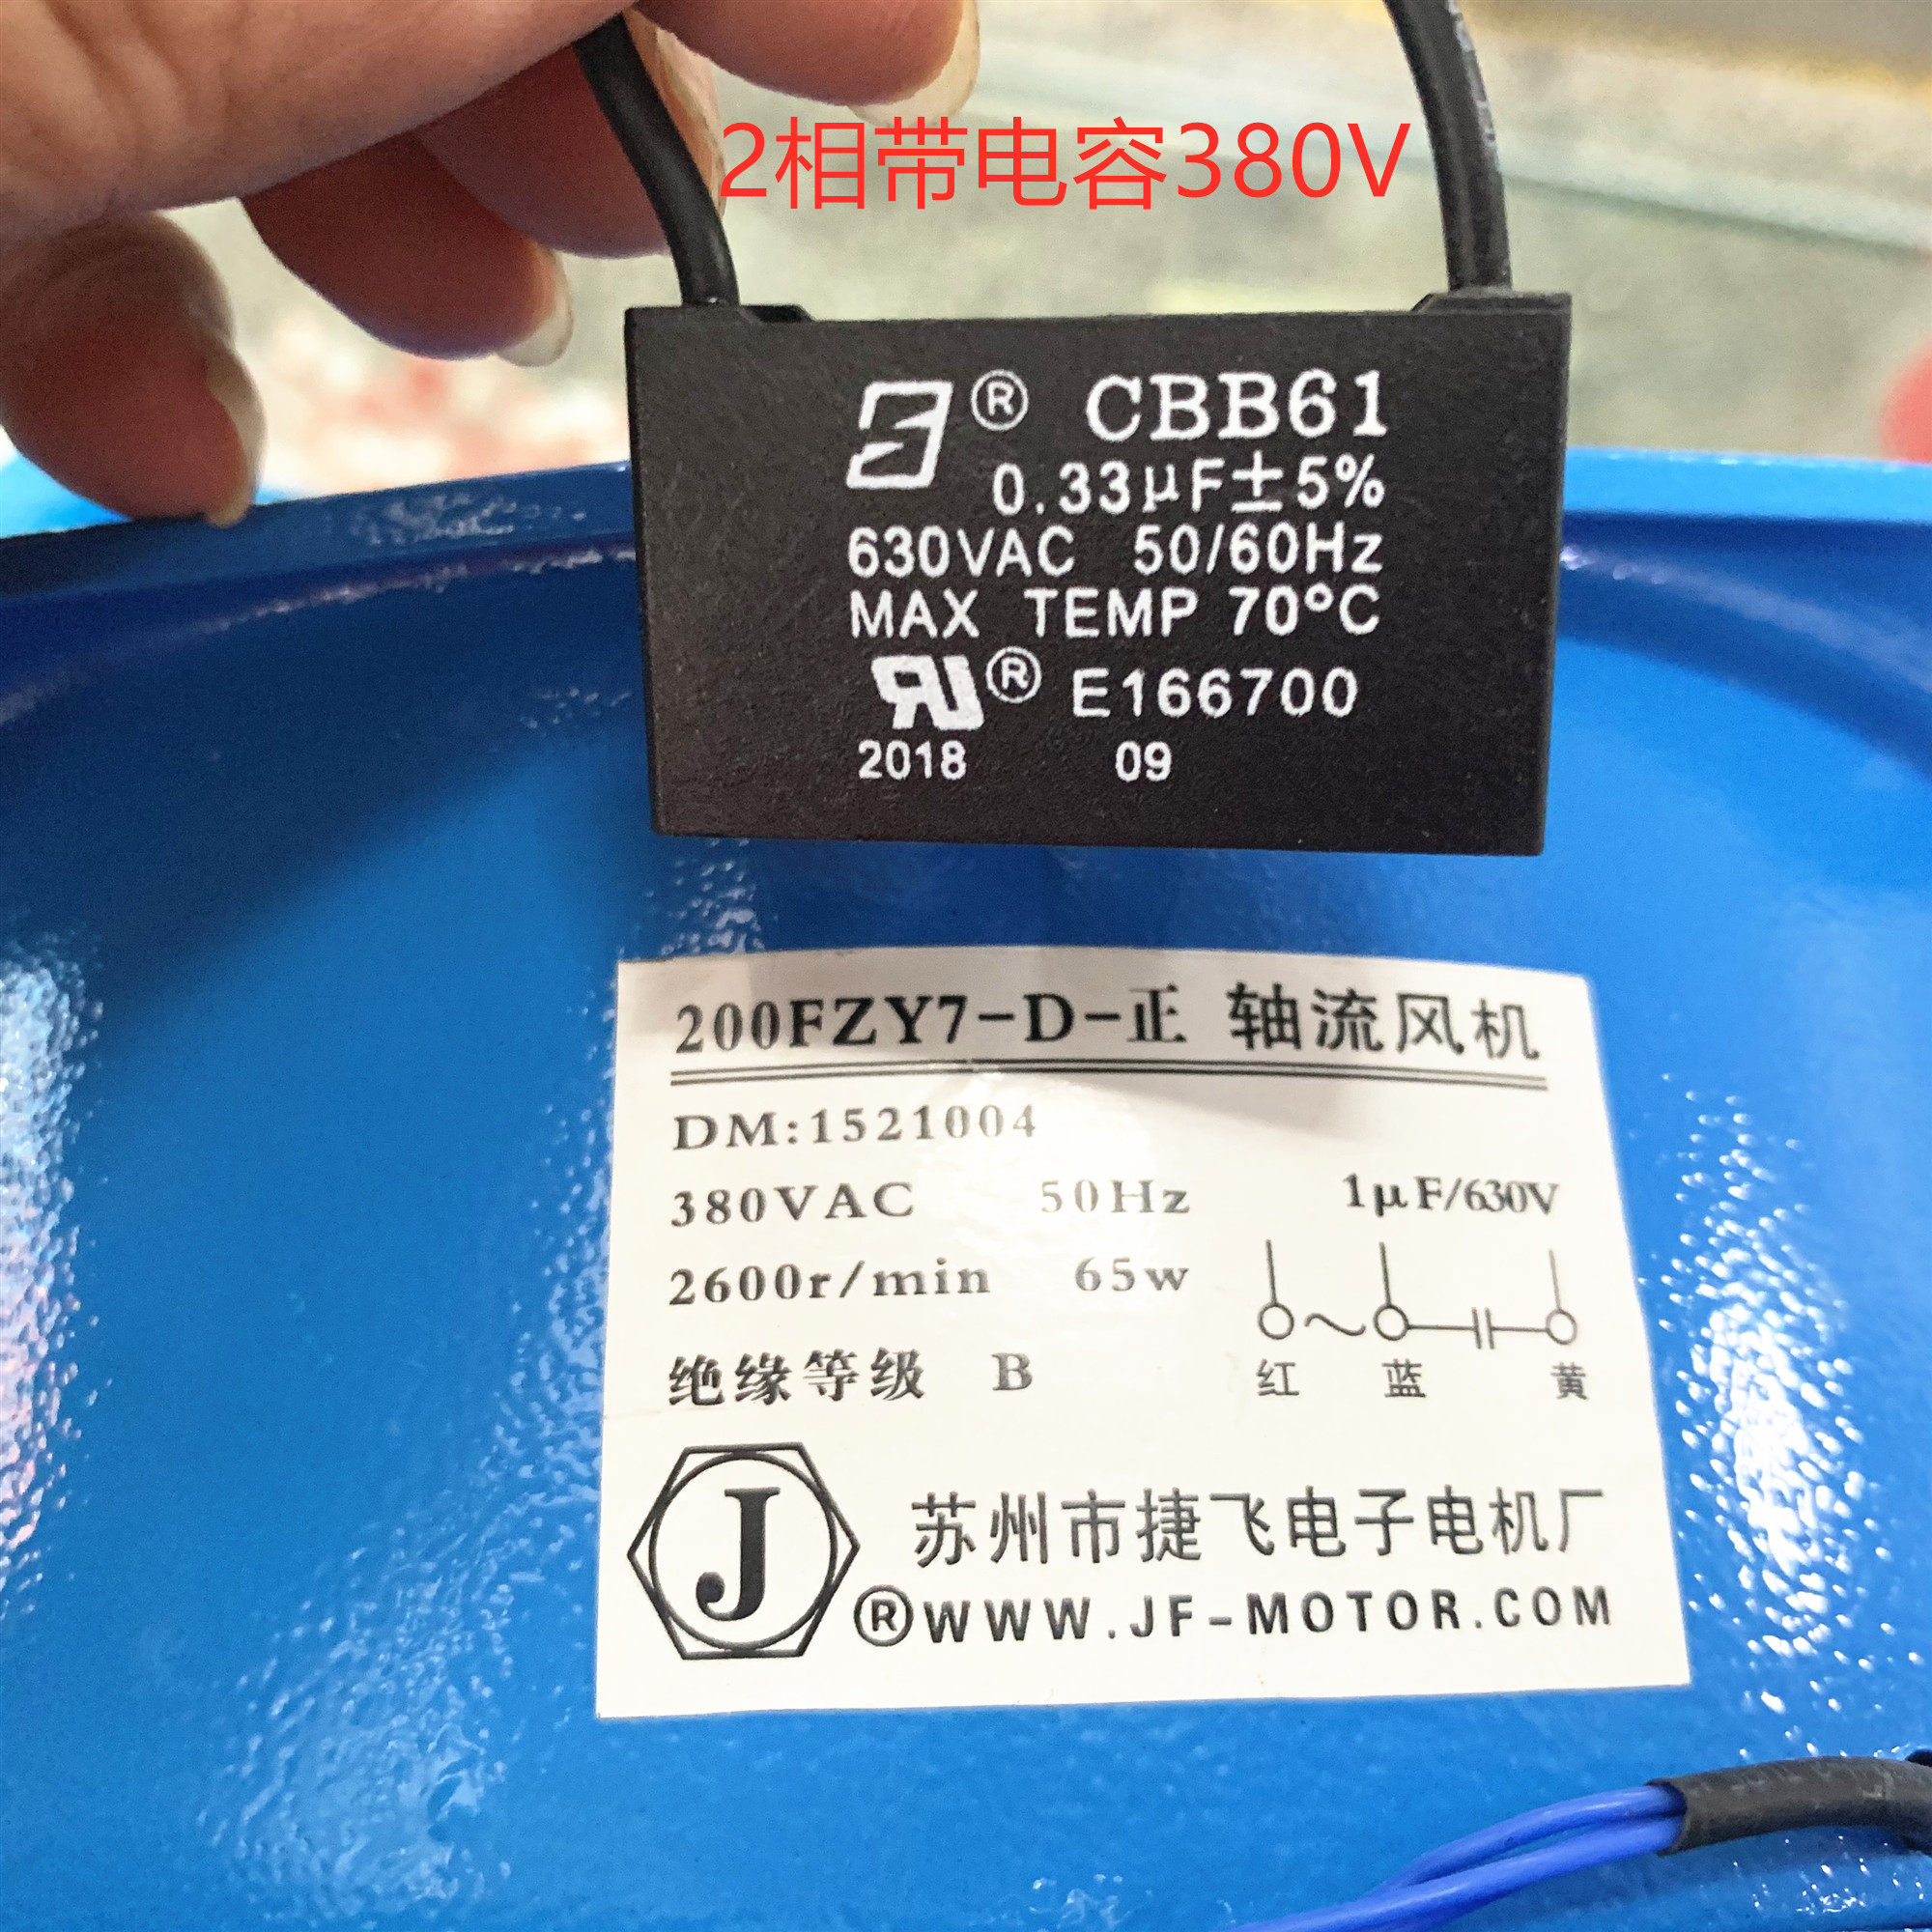 2相带电容380V
® CBB61
0.33μF±5%
630VAC 50/60Hz
MAX TEMP 70°C
® E166700
2018 09
200FZY7-D-正 轴流风机
DM:1521004
380VAC 50Hz 1μF/630V
2600r/min 65w
绝缘等级 B 红 蓝 黄
J 苏州市捷飞电子电机厂
®WWW.JF-MOTOR.COM